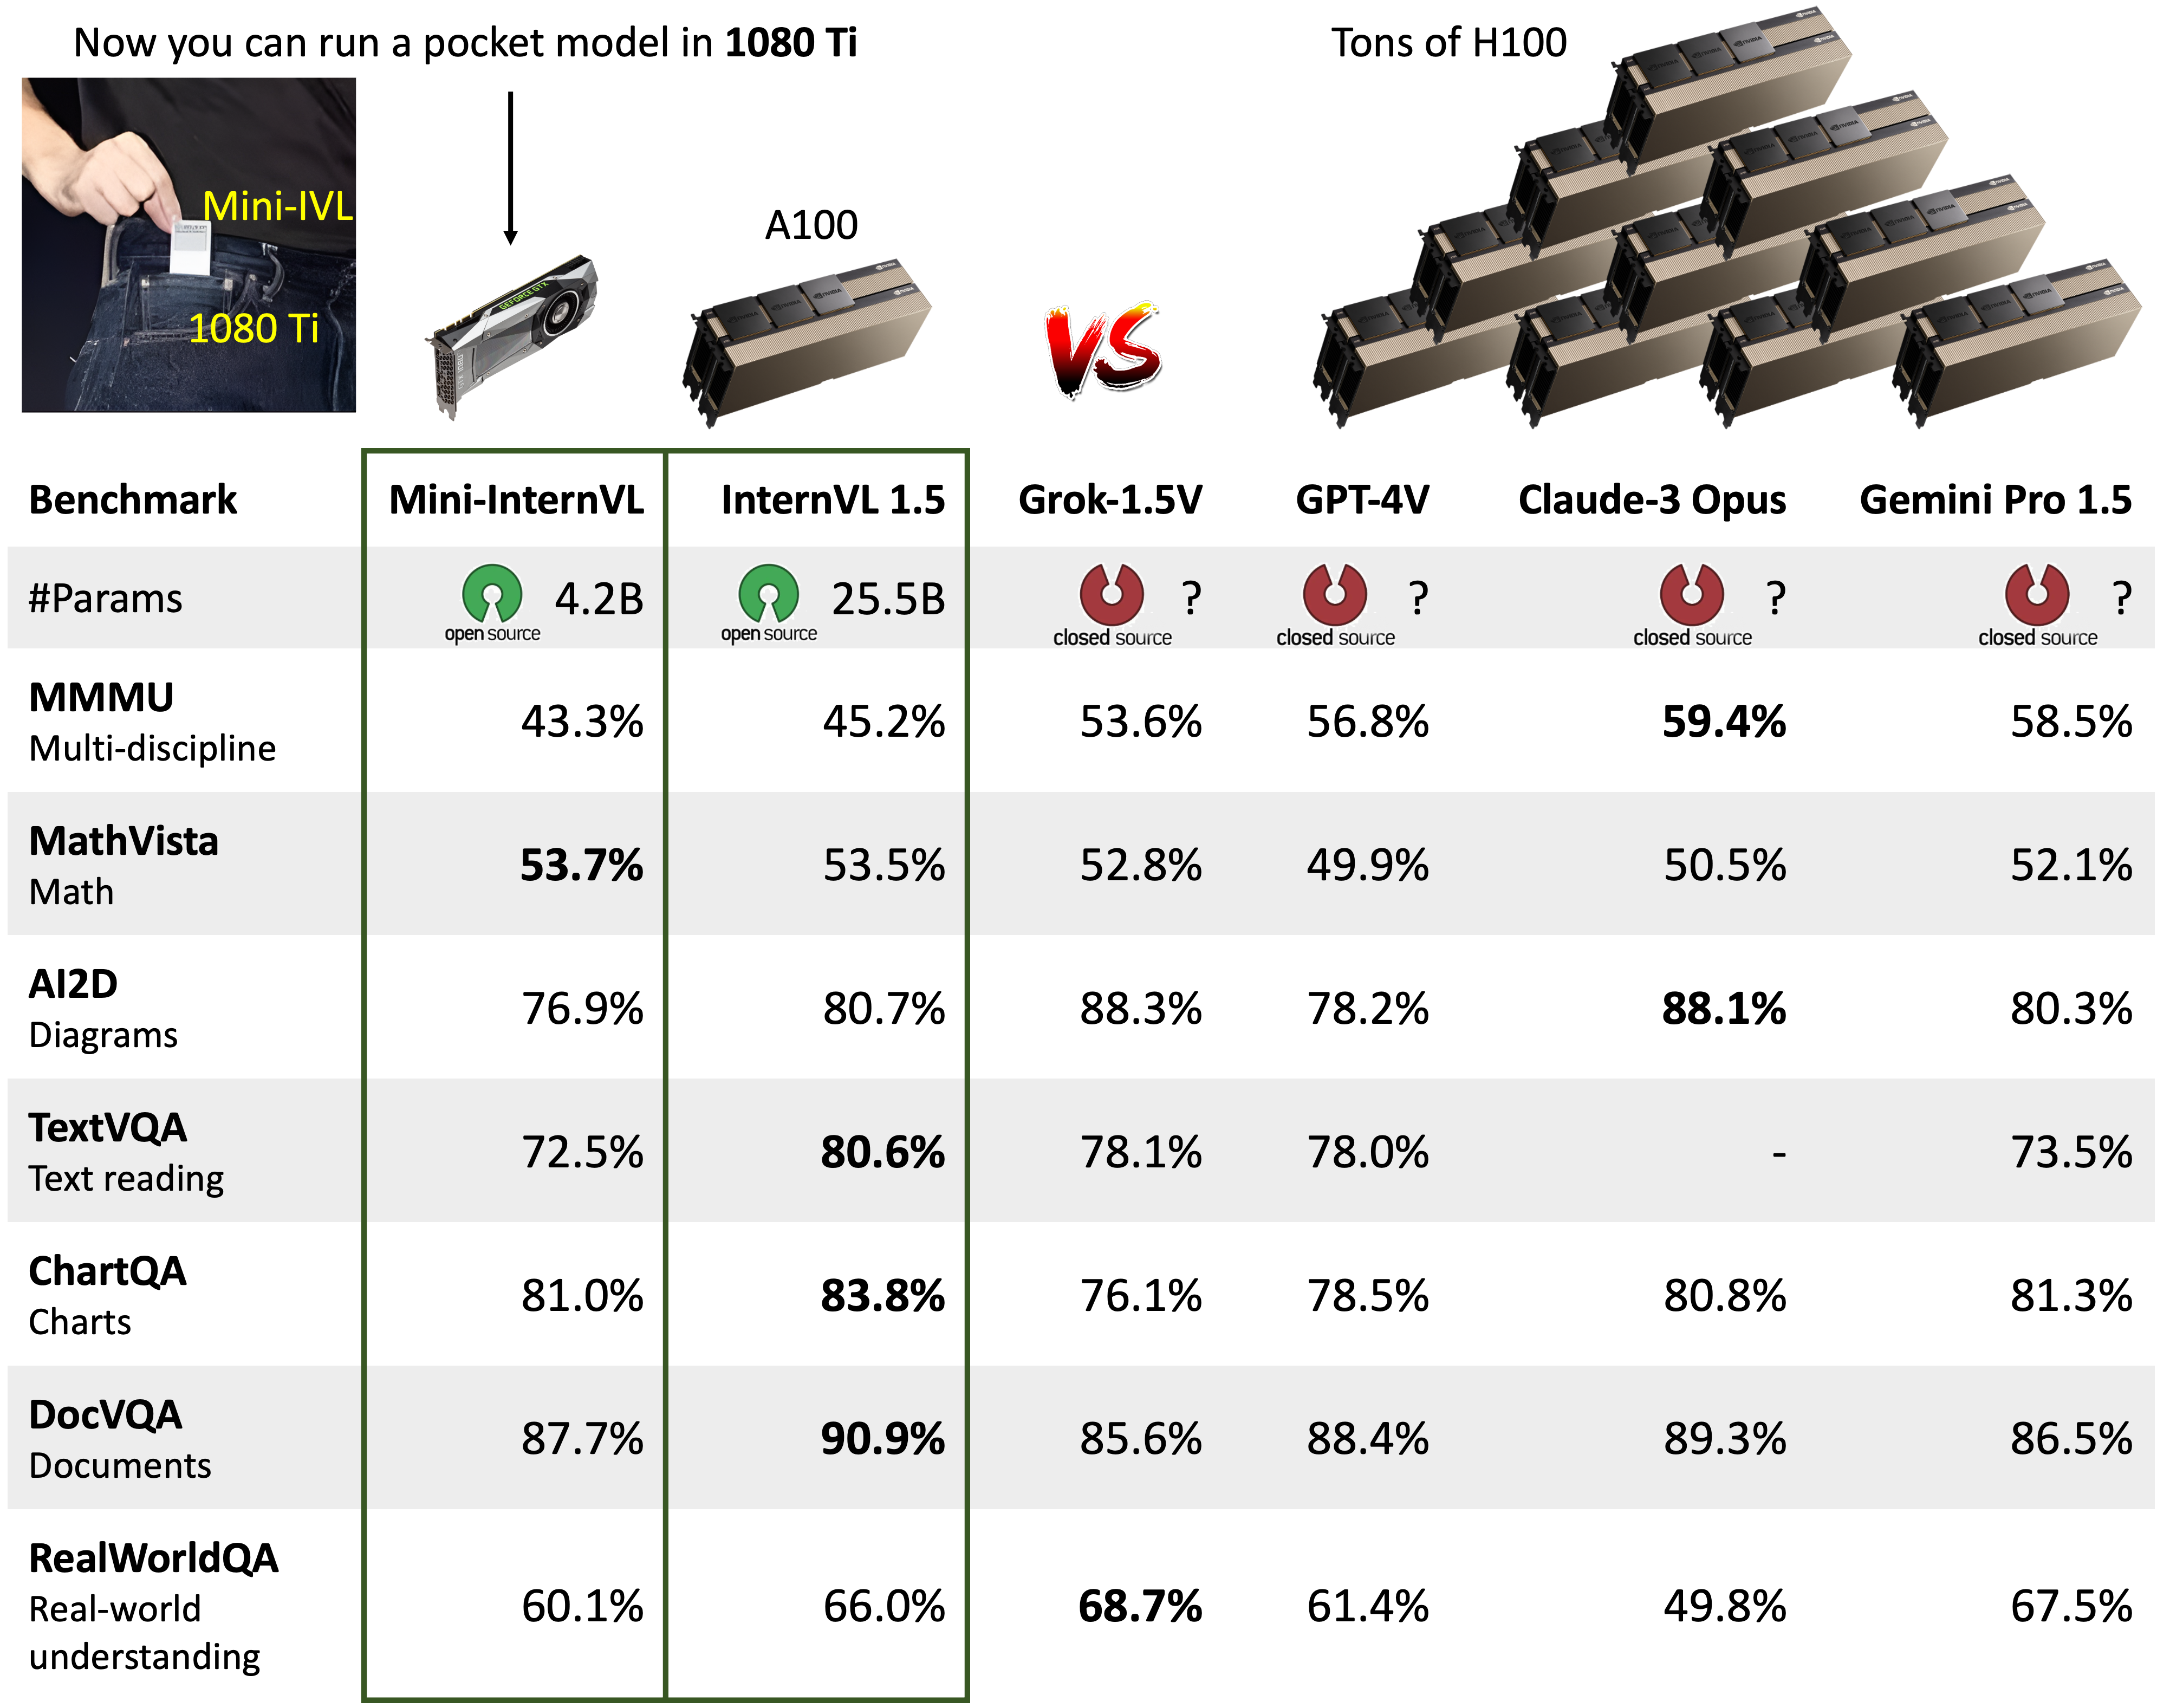 Now you can run a pocket model in 1080 Ti
Tons of H100
Mini-IVL
1080 Ti
GEFORCE GTX
A100
VS
Benchmark Mini-InternVL InternVL 1.5 Grok-1.5V GPT-4V Claude-3 Opus Gemini Pro 1.5
#Params 4.2B 25.5B ? ? ? ?
open source open source closed source closed source closed source closed source
MMMU
Multi-discipline
43.3% 45.2% 53.6% 56.8% 59.4% 58.5%
MathVista
Math
53.7% 53.5% 52.8% 49.9% 50.5% 52.1%
AI2D
Diagrams
76.9% 80.7% 88.3% 78.2% 88.1% 80.3%
TextVQA
Text reading
72.5% 80.6% 78.1% 78.0% - 73.5%
ChartQA
Charts
81.0% 83.8% 76.1% 78.5% 80.8% 81.3%
DocVQA
Documents
87.7% 90.9% 85.6% 88.4% 89.3% 86.5%
RealWorldQA
Real-world
understanding
60.1% 66.0% 68.7% 61.4% 49.8% 67.5%